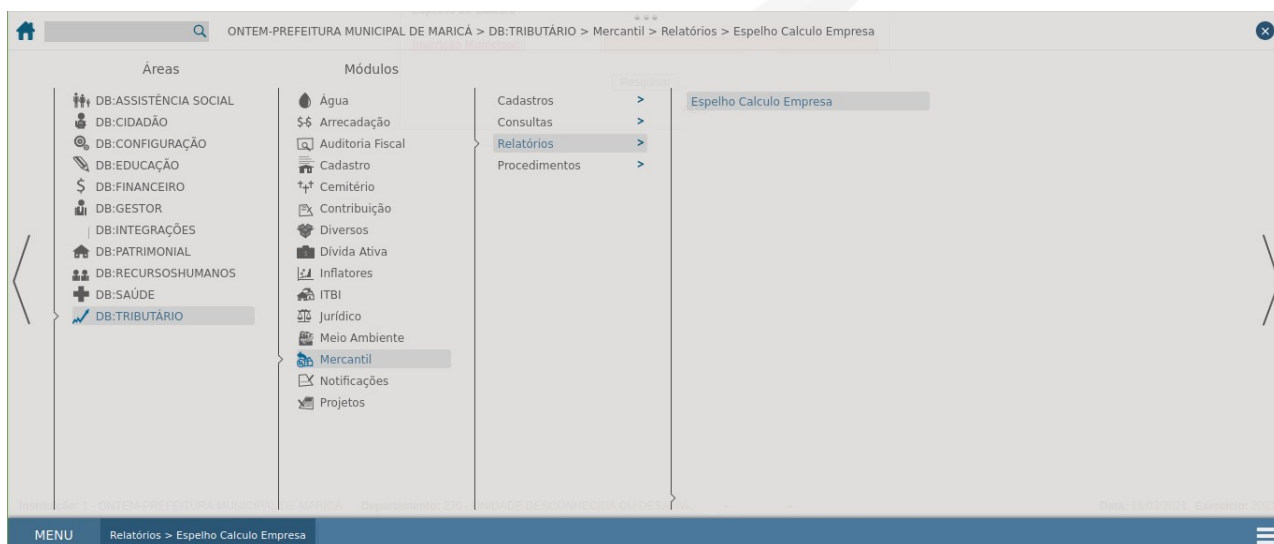 ONTEM-PREFEITURA MUNICIPAL DE MARICÁ > DB:TRIBUTÁRIO > Mercantil > Relatórios > Espelho Calculo Empresa
Áreas
DB:ASSISTÊNCIA SOCIAL
DB:CIDADÃO
DB:CONFIGURAÇÃO
DB:EDUCAÇÃO
DB:FINANCEIRO
DB:GESTOR
DB:INTEGRAÇÕES
DB:PATRIMONIAL
DB:RECURSOSHUMANOS
DB:SAÚDE
DB:TRIBUTÁRIO
Módulos
Água
Arrecadação
Auditoria Fiscal
Cadastro
Cemitério
Contribuição
Diversos
Dívida Ativa
Inflatores
ITBI
Jurídico
Meio Ambiente
Mercantil
Notificações
Projetos
Cadastros >
Consultas >
Relatórios >
Procedimentos >
Espelho Calculo Empresa
MENU
Relatórios > Espelho Calculo Empresa